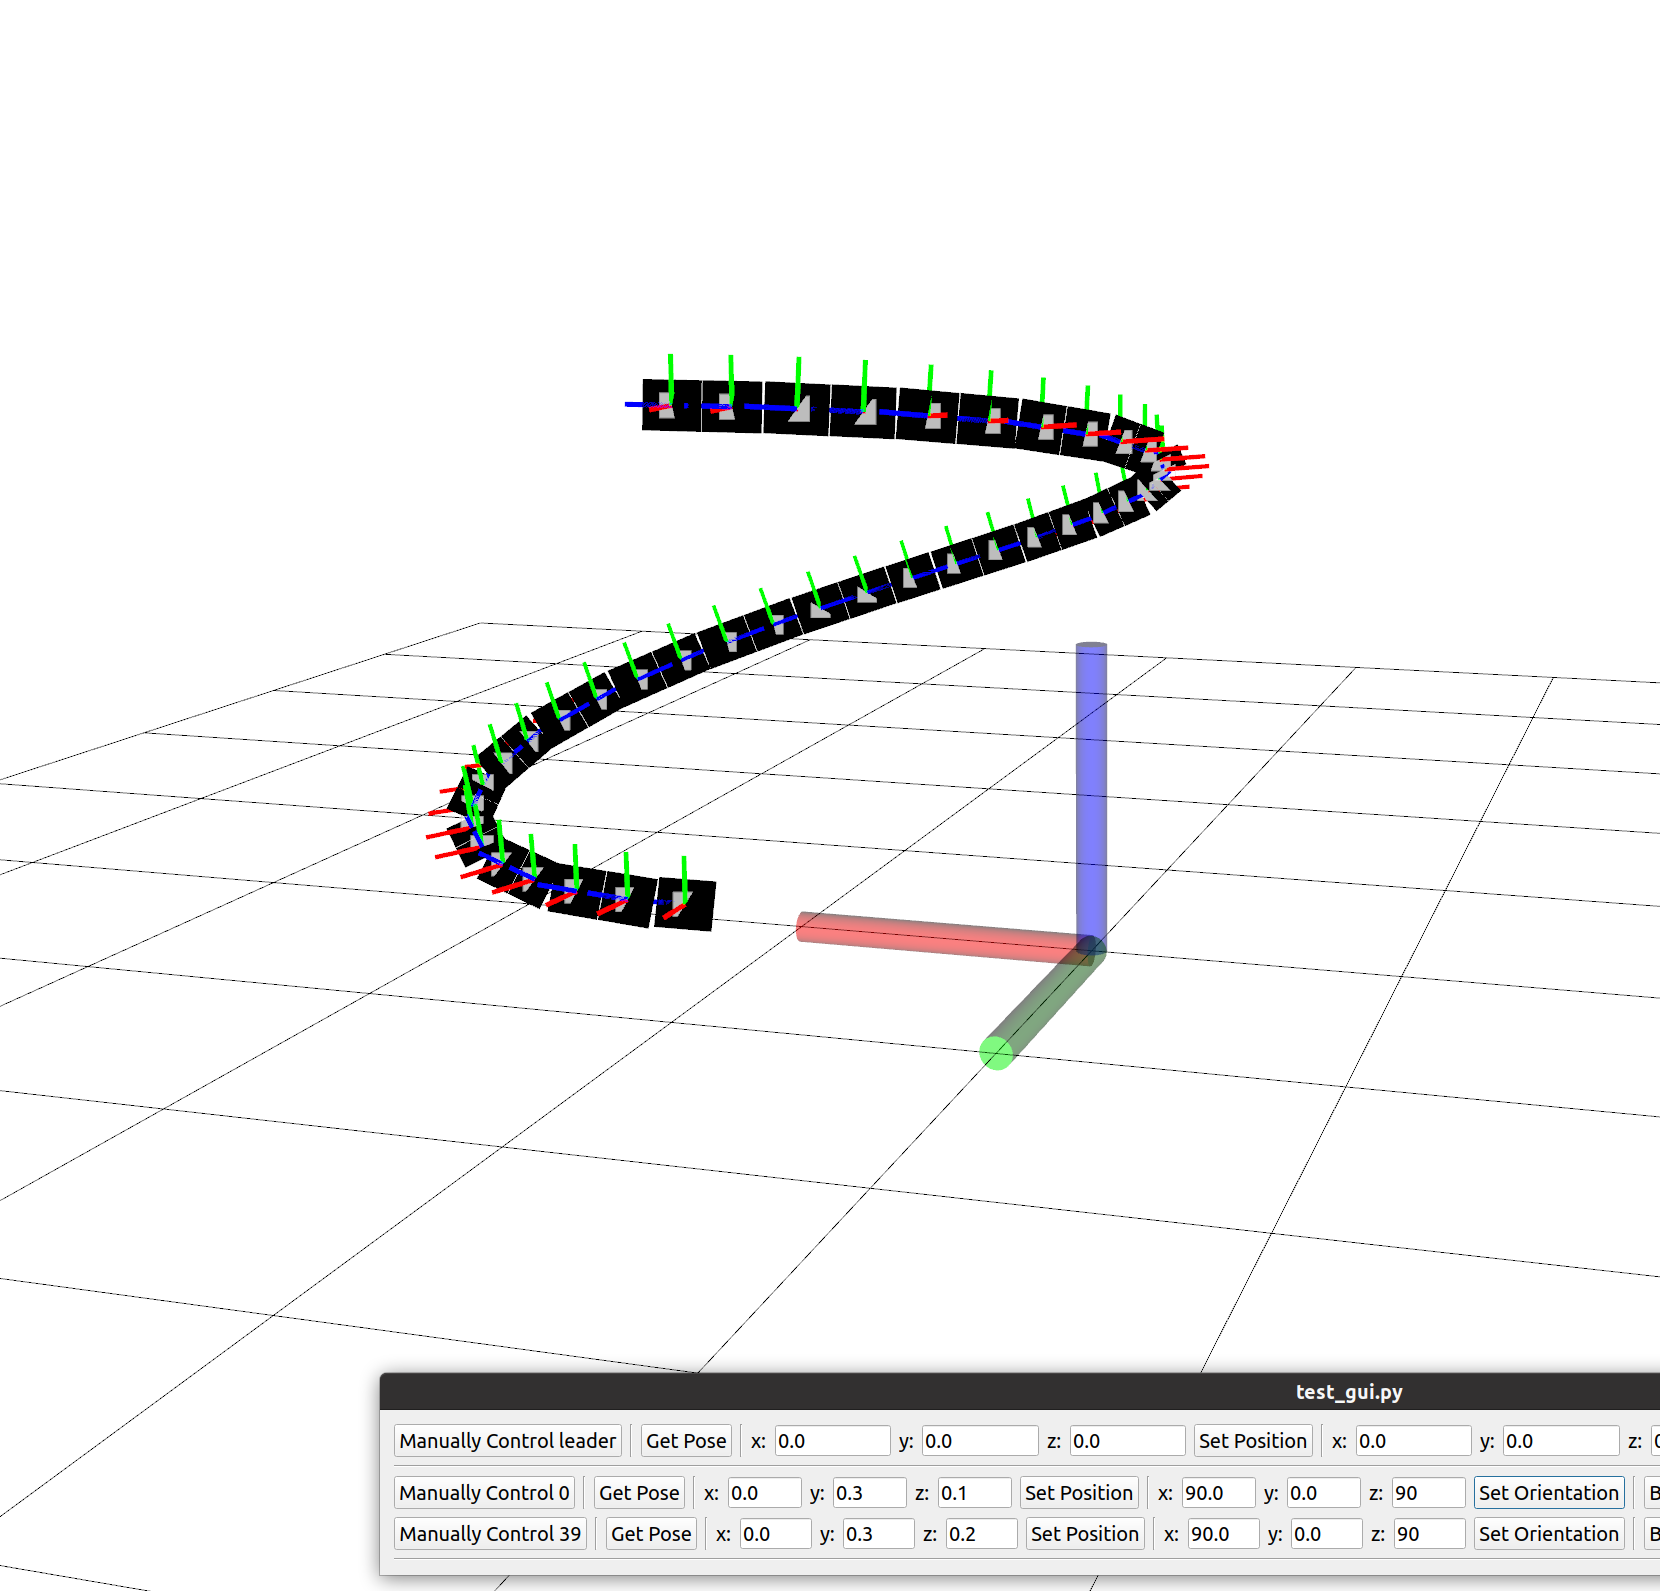 test_gui.py
Manually Control leader Get Pose x: 0.0 y: 0.0 z: 0.0 Set Position x: 0.0 y: 0.0 z:
Manually Control 0 Get Pose x: 0.0 y: 0.3 z: 0.1 Set Position x: 90.0 y: 0.0 z: 90 Set Orientation
Manually Control 39 Get Pose x: 0.0 y: 0.3 z: 0.2 Set Position x: 90.0 y: 0.0 z: 90 Set Orientation